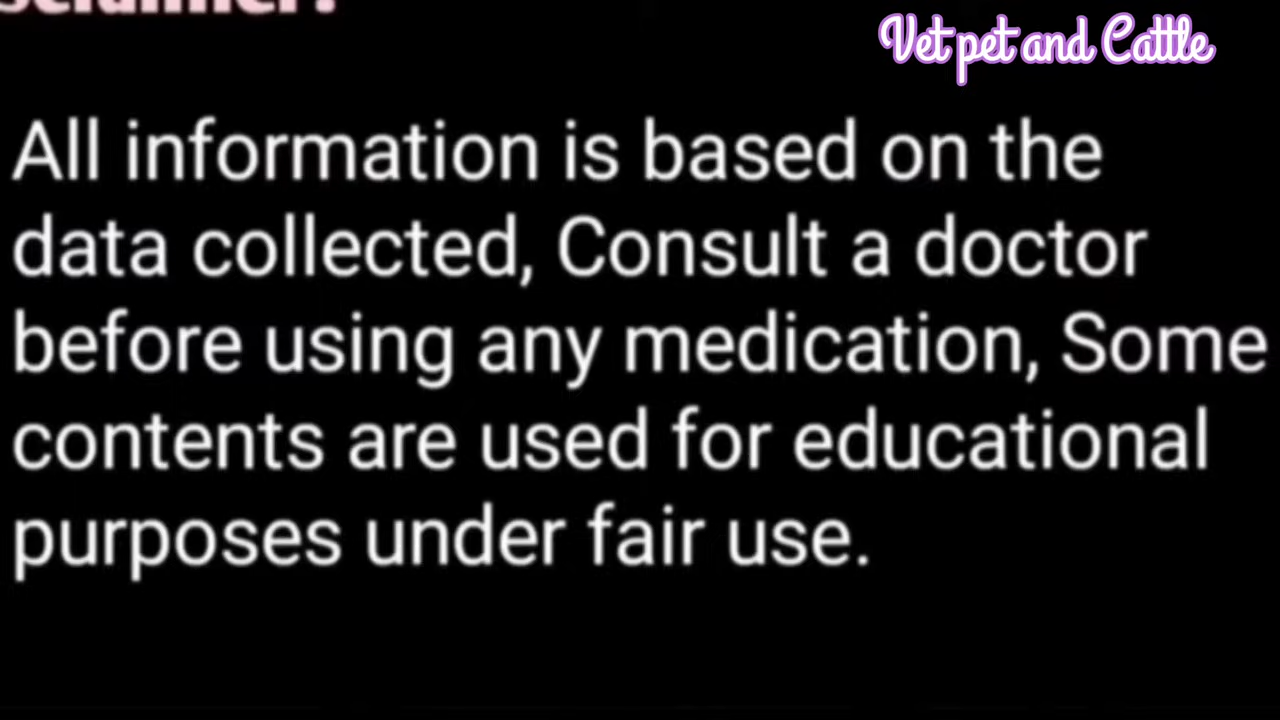 Vet pet and Cattle
All information is based on the
data collected, Consult a doctor
before using any medication, Some
contents are used for educational
purposes under fair use.